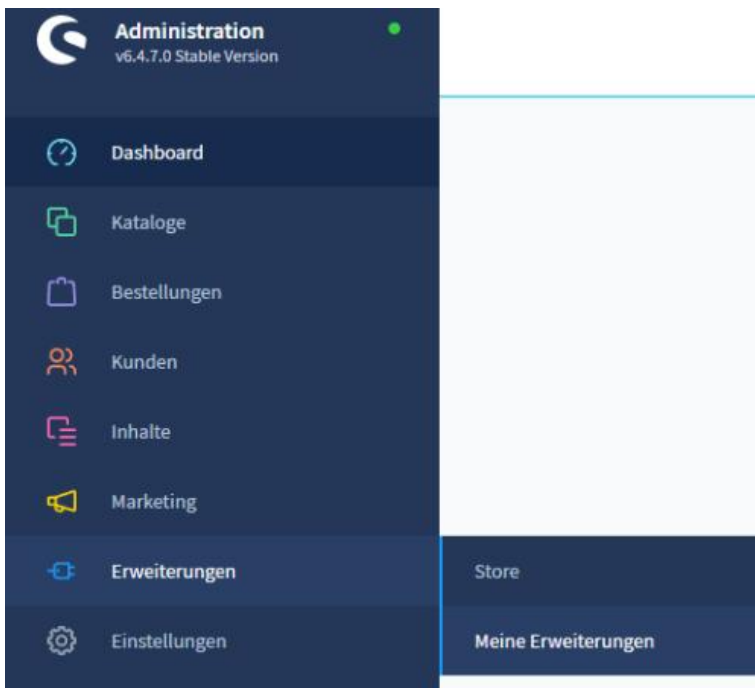 Administration
v6.4.7.0 Stable Version
Dashboard
Kataloge
Bestellungen
Kunden
Inhalte
Marketing
Erweiterungen
Store
Einstellungen
Meine Erweiterungen